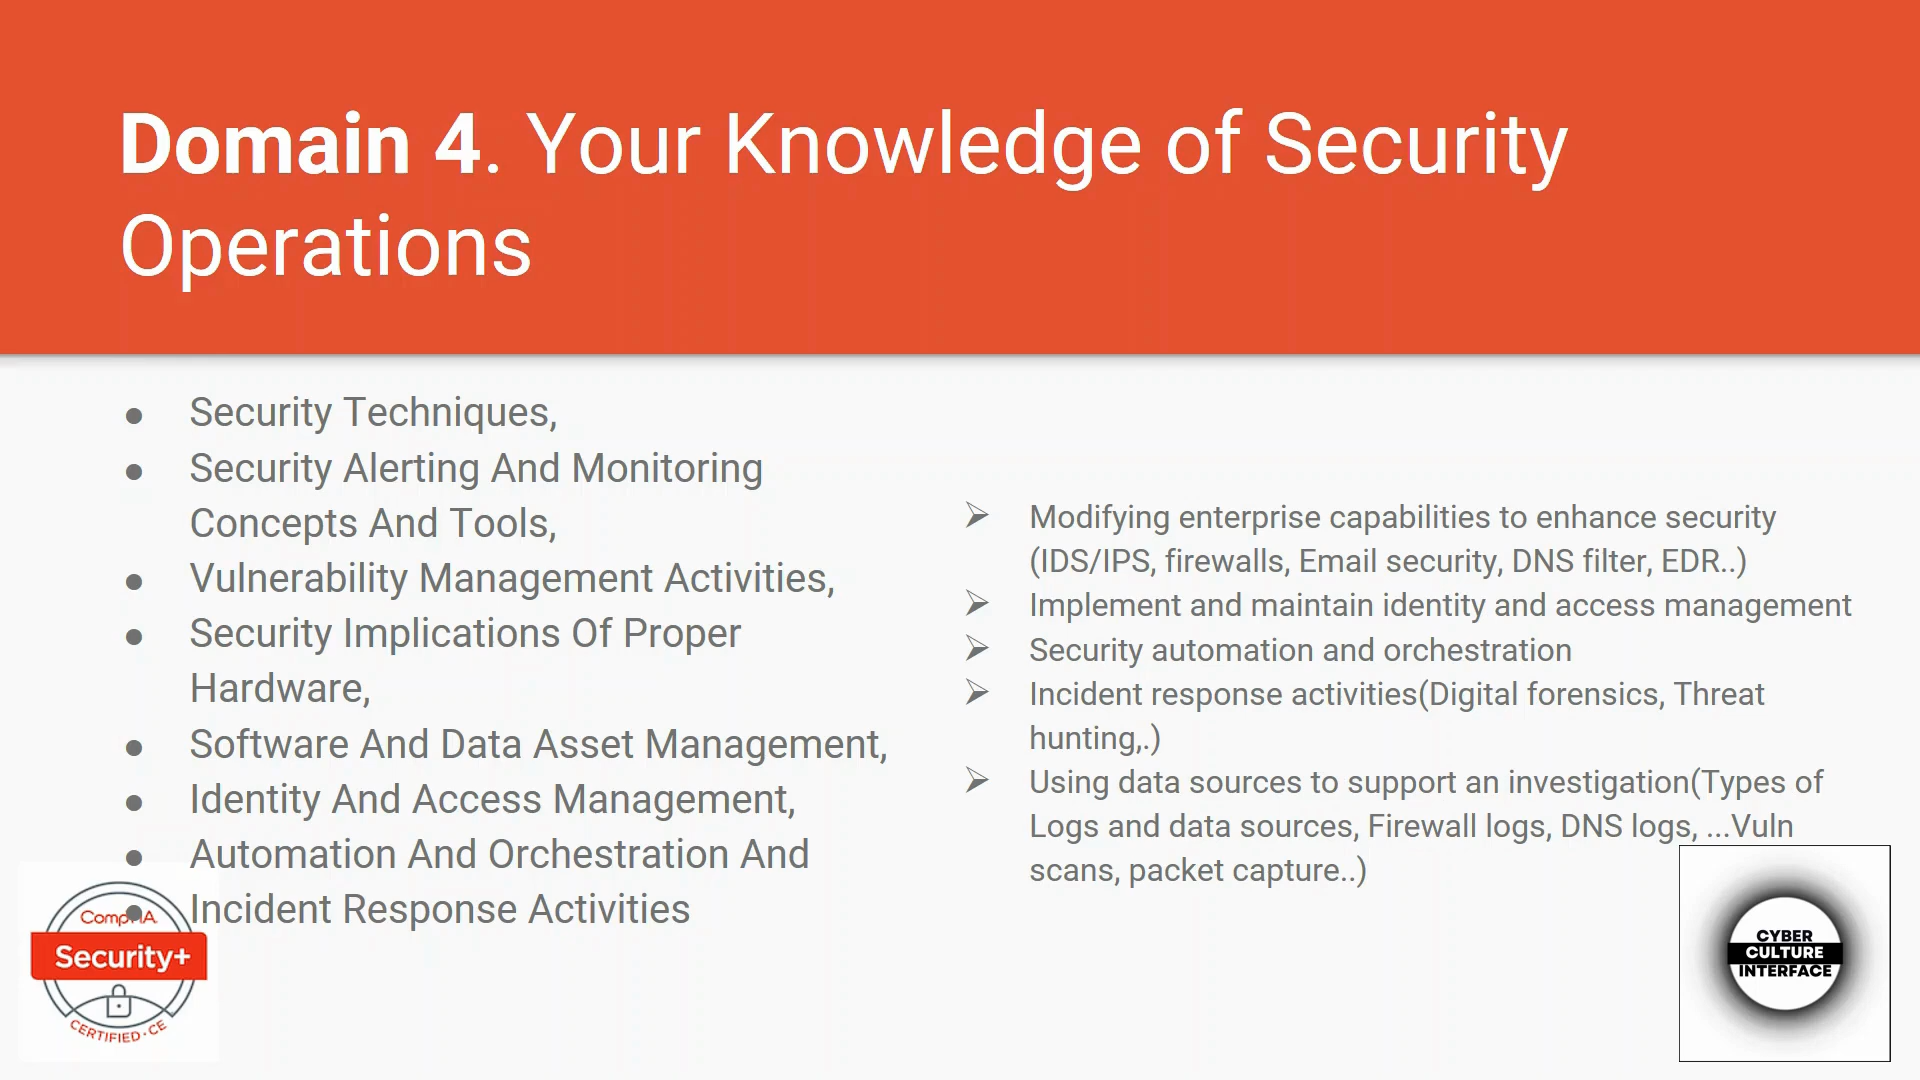 Domain 4. Your Knowledge of Security
Operations
● Security Techniques,
● Security Alerting And Monitoring
Concepts And Tools,
● Vulnerability Management Activities,
● Security Implications Of Proper
Hardware,
● Software And Data Asset Management,
● Identity And Access Management,
● Automation And Orchestration And
● Incident Response Activities
➢ Modifying enterprise capabilities to enhance security
(IDS/IPS, firewalls, Email security, DNS filter, EDR..)
➢ Implement and maintain identity and access management
➢ Security automation and orchestration
➢ Incident response activities(Digital forensics, Threat
hunting,.)
➢ Using data sources to support an investigation(Types of
Logs and data sources, Firewall logs, DNS logs, ...Vuln
scans, packet capture..)
CompTIA.
Security+
CERTIFIED·CE
CYBER
CULTURE
INTERFACE